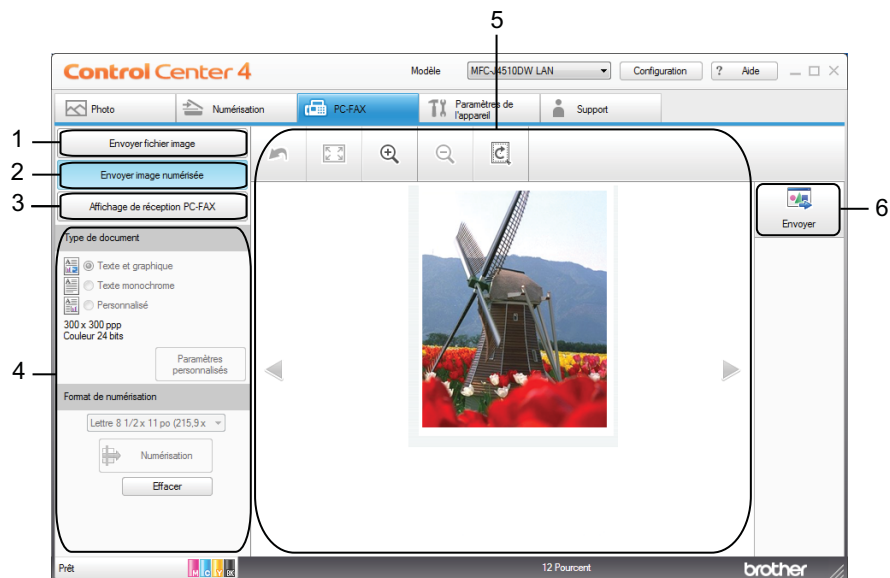 5
Control Center 4
Modèle
MFC-J4510DW LAN
Configuration
? Aide
Photo
Numérisation
PC-FAX
Paramètres de
l'appareil
Support
1
Envoyer fichier image
2
Envoyer image numérisée
3
Affichage de réception PC-FAX
6
Envoyer
4
Type de document
Texte et graphique
Texte monochrome
Personnalisé
300 x 300 ppp
Couleur 24 bits
Paramètres
personnalisés
Format de numérisation
Lettre 8 1/2 x 11 po (215,9 x
Numérisation
Effacer
Prêt
M C Y BK
12 Pourcent
brother